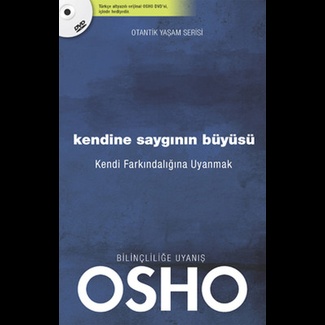 DVD
Türkçe altyazılı orijinal OSHO DVD'si,
içinde hediyedir.
OTANTİK YAŞAM SERİSİ
kendine saygının büyüsü
Kendi Farkındalığına Uyanmak
BİLİNÇLİLİĞE UYANIŞ
OSHO